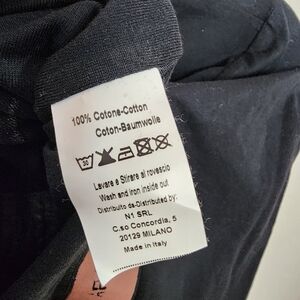 100% Cotone-Cotton
Coton-Baumwolle
30
Lavare e Stirare al rovescio
Wash and iron inside out
Distribuito da-Distributed by:
N1 SRL
C.so Concordia, 5
20129 MILANO
Made in Italy